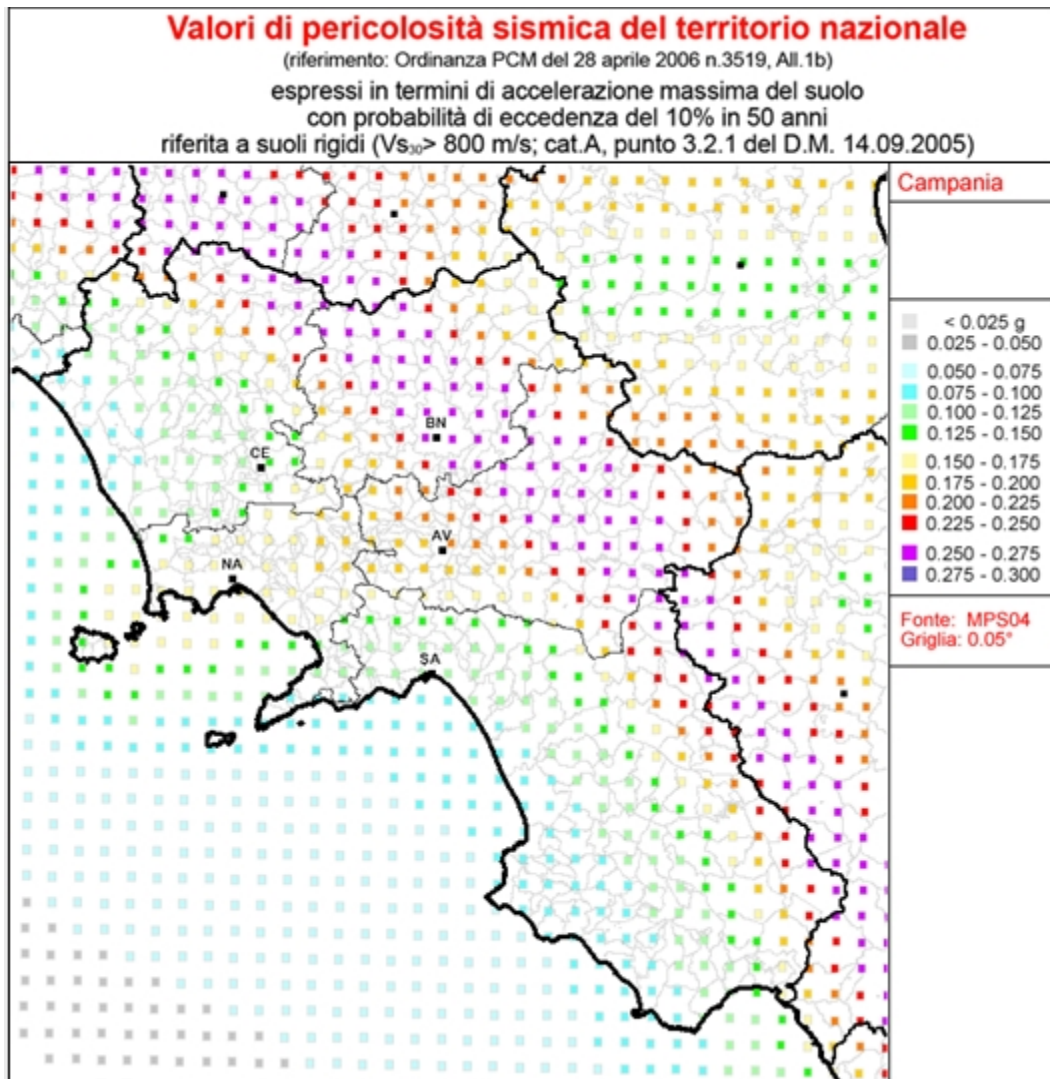 Valori di pericolosità sismica del territorio nazionale
(riferimento: Ordinanza PCM del 28 aprile 2006 n.3519, All.1b)
espressi in termini di accelerazione massima del suolo
con probabilità di eccedenza del 10% in 50 anni
riferita a suoli rigidi (Vs₃₀> 800 m/s; cat.A, punto 3.2.1 del D.M. 14.09.2005)
Campania
< 0.025 g
0.025 - 0.050
0.050 - 0.075
0.075 - 0.100
0.100 - 0.125
0.125 - 0.150
0.150 - 0.175
0.175 - 0.200
0.200 - 0.225
0.225 - 0.250
0.250 - 0.275
0.275 - 0.300
Fonte: MPS04
Griglia: 0.05°
BN
CE
AV
NA
SA